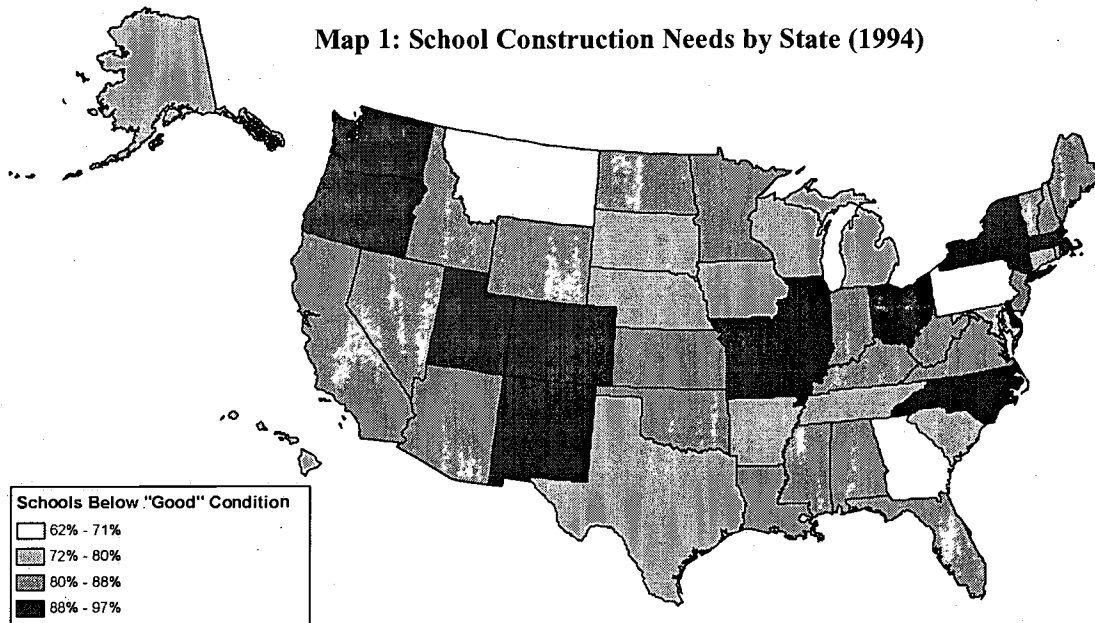 Map 1: School Construction Needs by State (1994)
Schools Below "Good" Condition
62% - 71%
72% - 80%
80% - 88%
88% - 97%